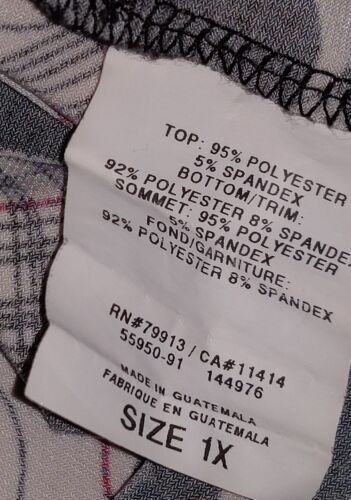 TOP: 95% POLYESTER
5% SPANDEX
BOTTOM/TRIM:
92% POLYESTER 8% SPANDE
SOMMET: 95% POLYESTER
5% SPANDEX
FOND/GARNITURE:
92% POLYESTER 8% SPANDEX
RN#79913 / CA#11414
55950-91 144976
MADE IN GUATEMALA
FABRIQUE EN GUATEMALA
SIZE 1X